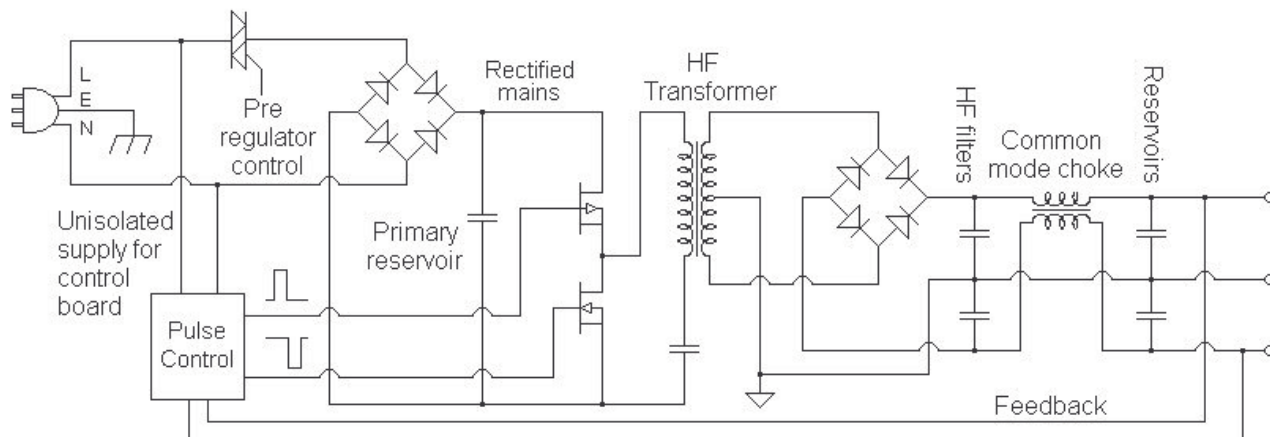 L
E
N
Pre
regulator
control
Rectified
mains
HF
Transformer
HF filters
Common
mode choke
Reservoirs
Unisolated
supply for
control
board
Primary
reservoir
Pulse
Control
Feedback